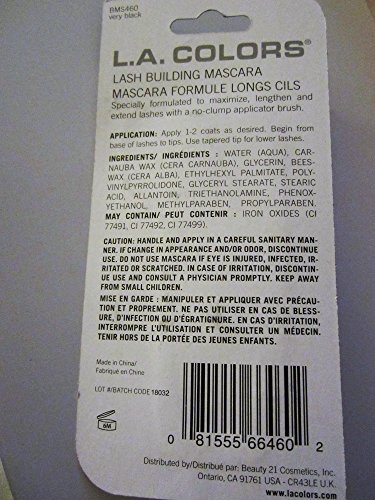 BMS460
very black
L.A. COLORS®
LASH BUILDING MASCARA
MASCARA FORMULE LONGS CILS
Specially formulated to maximize, lengthen and
extend lashes with a no-clump applicator brush.
APPLICATION: Apply 1-2 coats as desired. Begin from
base of lashes to tips. Use tapered tip for lower lashes.
INGREDIENTS/ INGRÉDIENTS : WATER (AQUA), CAR-
NAUBA WAX (CERA CARNAUBA), GLYCERIN, BEES-
WAX (CERA ALBA), ETHYLHEXYL PALMITATE, POLY-
VINYLPYRROLIDONE, GLYCERYL STEARATE, STEARIC
ACID, ALLANTOIN, TRIETHANOLAMINE, PHENOX-
YETHANOL, METHYLPARABEN, PROPYLPARABEN.
MAY CONTAIN/ PEUT CONTENIR : IRON OXIDES (CI
77491, CI 77492, CI 77499).
CAUTION: HANDLE AND APPLY IN A CAREFUL SANITARY MAN-
NER. IF CHANGE IN APPEARANCE AND/OR ODOR, DISCONTINUE
USE. DO NOT USE MASCARA IF EYE IS INJURED, INFECTED, IR-
RITATED OR SCRATCHED. IN CASE OF IRRITATION, DISCONTIN-
UE USE AND CONSULT A PHYSICIAN PROMPTLY. KEEP AWAY
FROM SMALL CHILDREN.
MISE EN GARDE : MANIPULER ET APPLIQUER AVEC PRÉCAU-
TION ET PROPRETÉ. NE PAS UTILISER EN CAS DE BLESS-
URE, D'INFECTION OU D'ÉGRATIGNURE. EN CAS D'IRRITATION,
INTERROMPRE L'UTILISATION ET CONSULTER UN MÉDECIN.
TENIR HORS DE LA PORTÉE DES JEUNES ENFANTS.
Made in China/
Fabriqué en Chine
LOT #/BATCH CODE 18032
6M
0 81555 66460 2
Distributed by/Distribué par: Beauty 21 Cosmetics, Inc.
Ontario, CA 91761 USA - CR43LE U.K.